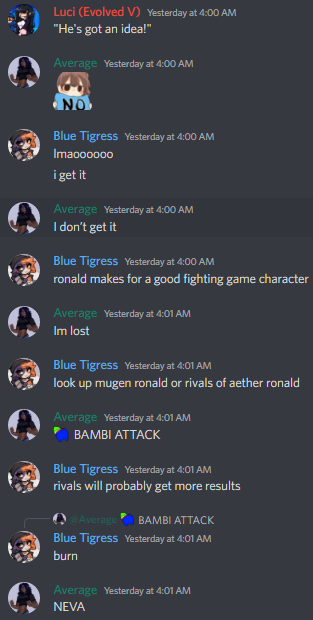 Luci (Evolved V) Yesterday at 4:00 AM
"He's got an idea!"
Average Yesterday at 4:00 AM
NO
Blue Tigress Yesterday at 4:00 AM
lmaoooooo
i get it
Average Yesterday at 4:00 AM
I don't get it
Blue Tigress Yesterday at 4:00 AM
ronald makes for a good fighting game character
Average Yesterday at 4:01 AM
Im lost
Blue Tigress Yesterday at 4:01 AM
look up mugen ronald or rivals of aether ronald
Average Yesterday at 4:01 AM
BAMBI ATTACK
Blue Tigress Yesterday at 4:01 AM
rivals will probably get more results
@Average BAMBI ATTACK
Blue Tigress Yesterday at 4:01 AM
burn
Average Yesterday at 4:01 AM
NEVA